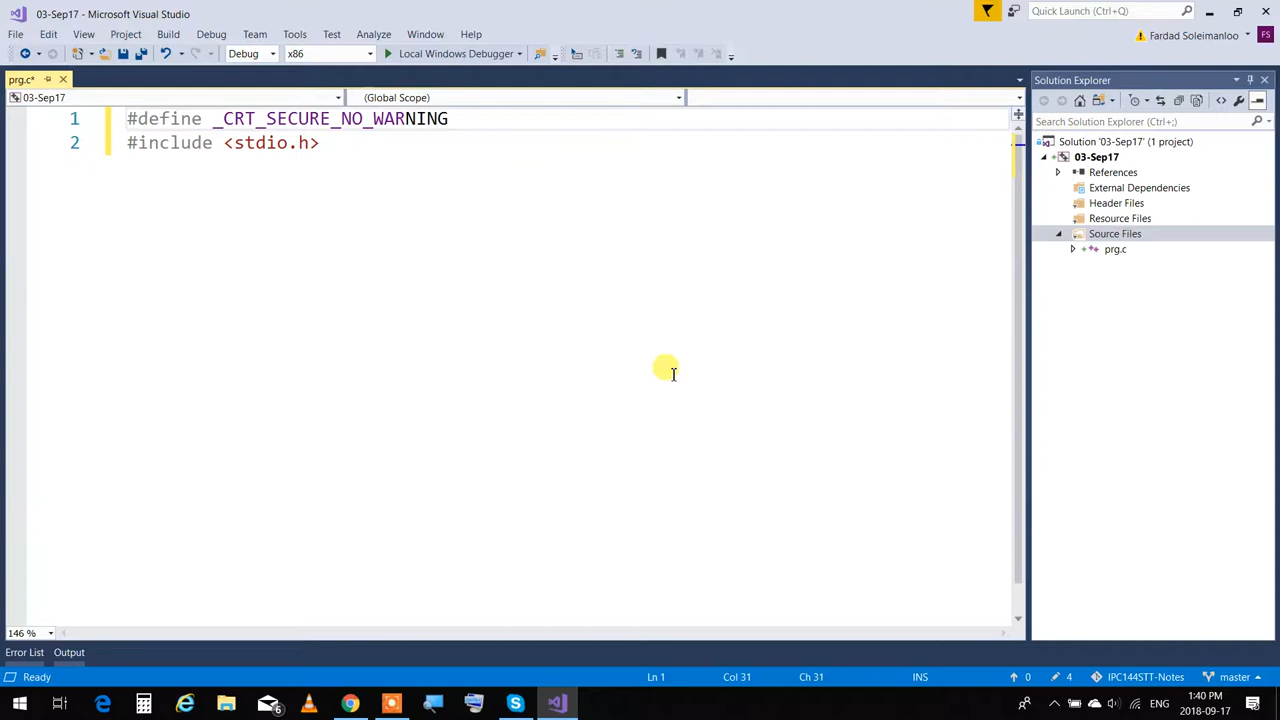 03-Sep17 - Microsoft Visual Studio
Quick Launch (Ctrl+Q)
File Edit View Project Build Debug Team Tools Test Analyze Window Help
Fardad Soleimanloo
FS
Debug x86 Local Windows Debugger
prg.c*
03-Sep17 (Global Scope)
1 #define _CRT_SECURE_NO_WARNING
2 #include <stdio.h>
Solution Explorer
Search Solution Explorer (Ctrl+;)
Solution '03-Sep17' (1 project)
03-Sep17
References
External Dependencies
Header Files
Resource Files
Source Files
prg.c
146 %
Error List Output
Ready Ln 1 Col 31 Ch 31 INS 0 4 IPC144STT-Notes master
6
ENG
1:40 PM
2018-09-17